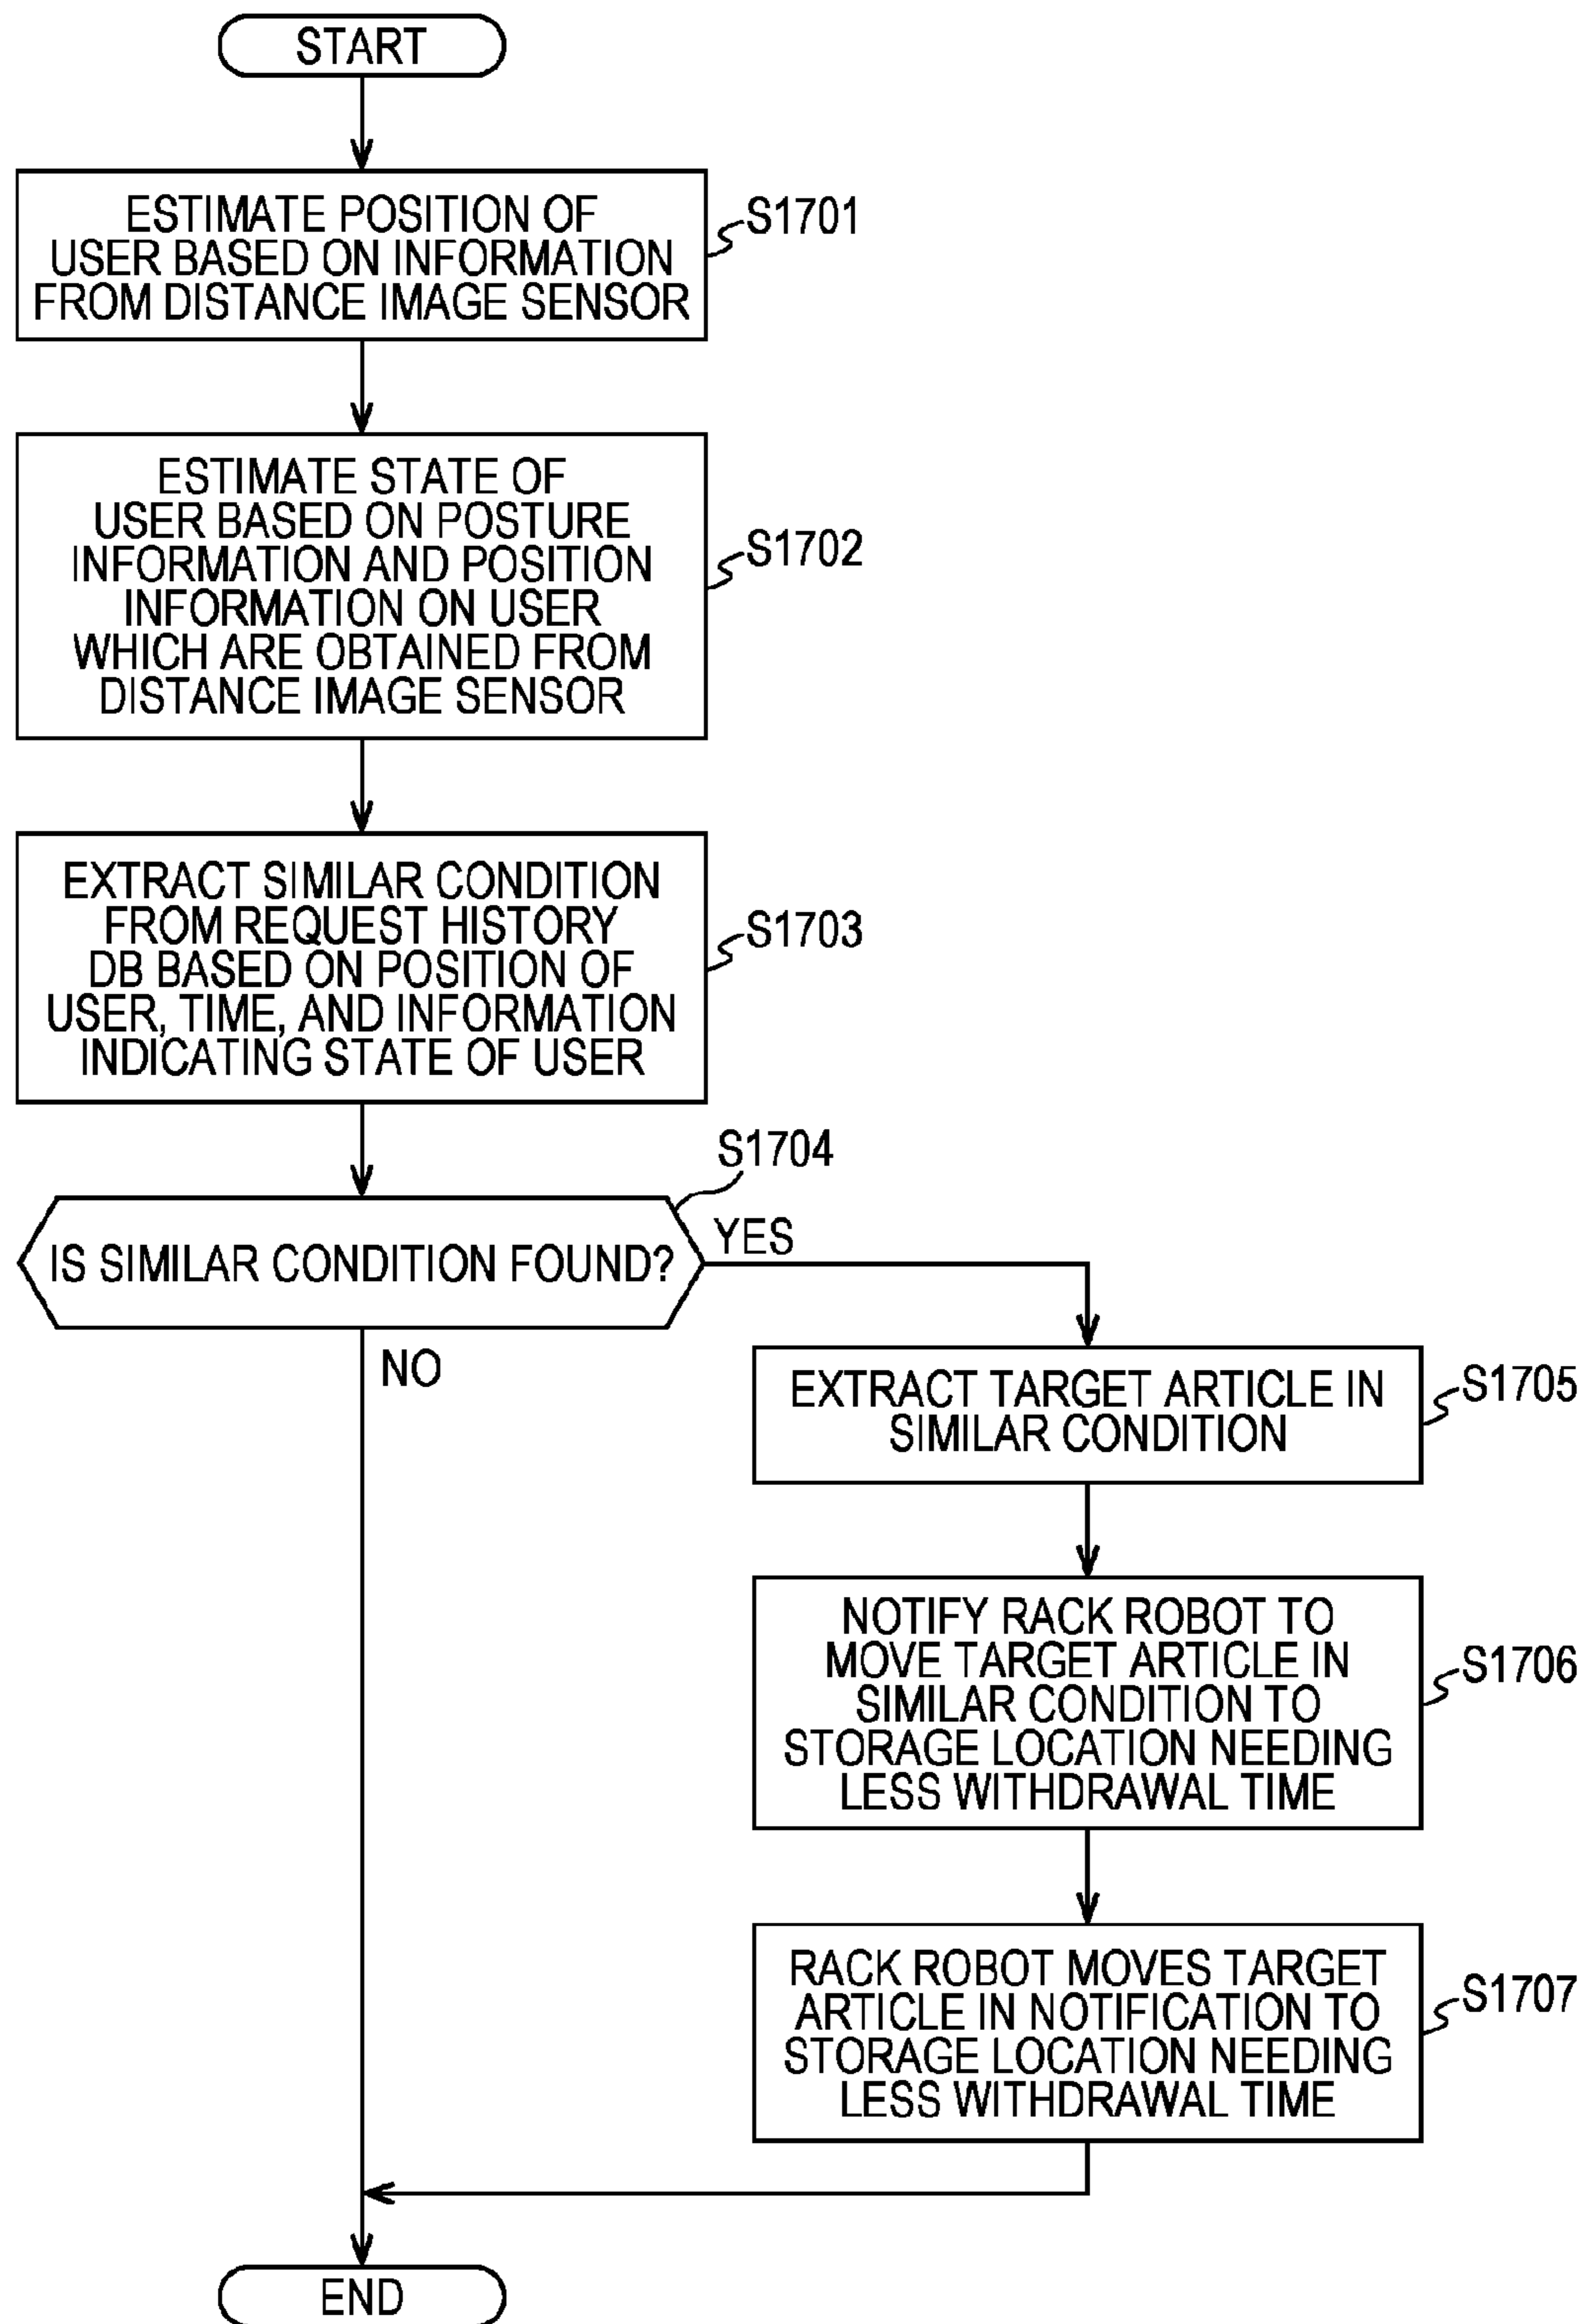 START
ESTIMATE POSITION OF
USER BASED ON INFORMATION
FROM DISTANCE IMAGE SENSOR
S1701
ESTIMATE STATE OF
USER BASED ON POSTURE
INFORMATION AND POSITION
INFORMATION ON USER
WHICH ARE OBTAINED FROM
DISTANCE IMAGE SENSOR
S1702
EXTRACT SIMILAR CONDITION
FROM REQUEST HISTORY
DB BASED ON POSITION OF
USER, TIME, AND INFORMATION
INDICATING STATE OF USER
S1703
S1704
IS SIMILAR CONDITION FOUND?
YES
NO
EXTRACT TARGET ARTICLE IN
SIMILAR CONDITION
S1705
NOTIFY RACK ROBOT TO
MOVE TARGET ARTICLE IN
SIMILAR CONDITION TO
STORAGE LOCATION NEEDING
LESS WITHDRAWAL TIME
S1706
RACK ROBOT MOVES TARGET
ARTICLE IN NOTIFICATION TO
STORAGE LOCATION NEEDING
LESS WITHDRAWAL TIME
S1707
END